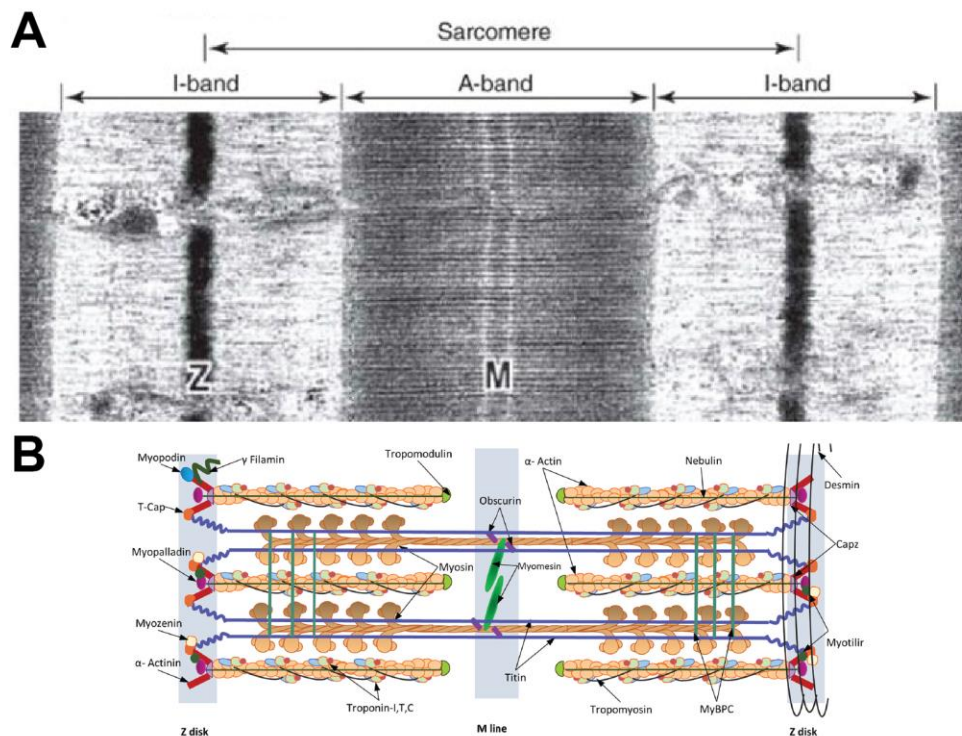 A
Sarcomere
I-band
A-band
I-band
Z
M
B
Myopodin
γ Filamin
Tropomodulin
α- Actin
Nebulin
Desmin
T-Cap
Obscurin
Capz
Myopalladin
Myosin
Myomesin
Myozenin
Myotilir
α- Actinin
Titin
Troponin-I,T,C
Tropomyosin
MyBPC
Z disk
M line
Z disk